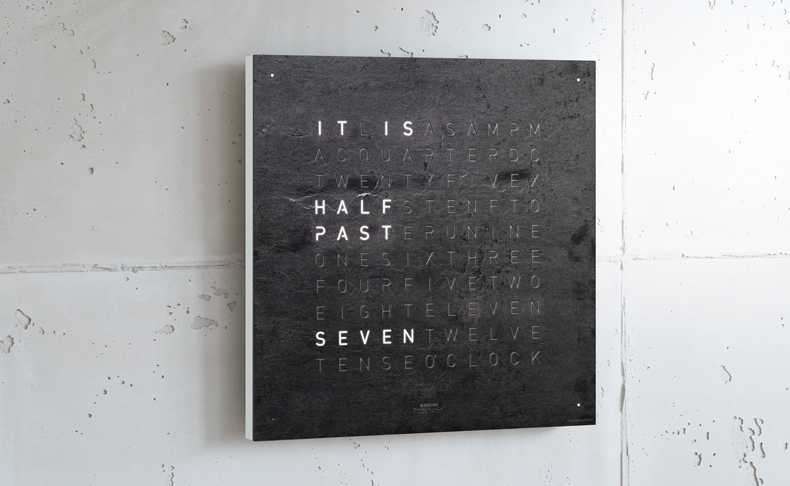 ITLISASAMPM
ACQUARTERDC
TWENTYFIVEX
HALFSTENFTO
PASTERUNINE
ONESIXTHREE
FOURFIVETWO
EIGHTELEVEN
SEVENTWELVE
TENSEOCLOCK